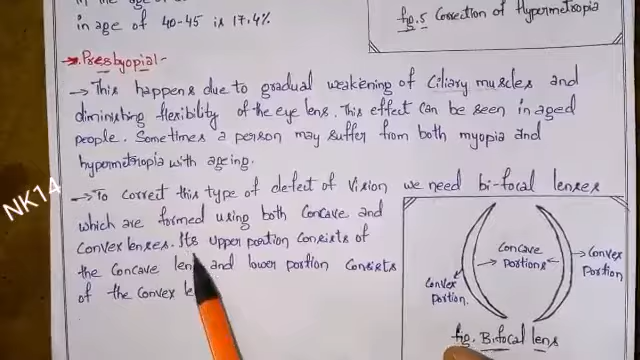 in age of 40-45 is 17.4%
fig.5 Correction of Hypermetropia
→ Presbyopia:-
→ This happens due to gradual weakiening of Ciliary muscles and
diminishing flexibility of the eye lens. This effect can be seen in aged
people. Sometimes a person may suffer from both myopia and
hypermetropia with ageing.
→ To correct this type of defect of Vision we need bi-focal lenses
which are formed using both Concave and
Convex lenses. Its upper portion Consists of
the Concave lens and lower portion Consists
of the Convex le
Concave
portions
Convex
portion
Convex
portion.
fig. Bifocal lens
NK14